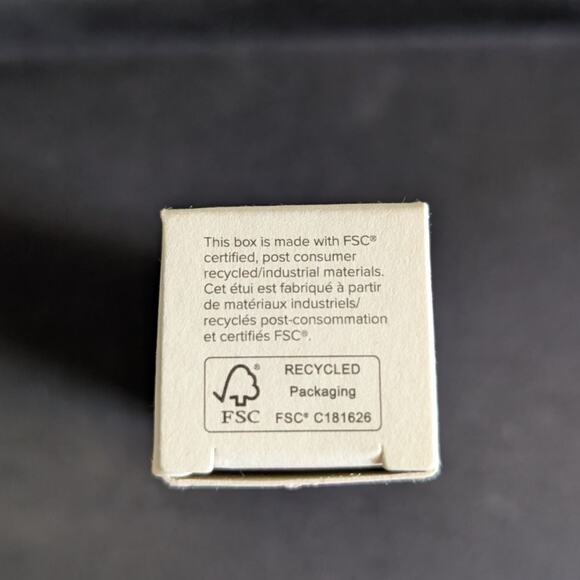 This box is made with FSC®
certified, post consumer
recycled/industrial materials.
Cet étui est fabriqué à partir
de matériaux industriels/
recyclés post-consommation
et certifiés FSC®.
®
RECYCLED
Packaging
FSC
FSC® C181626